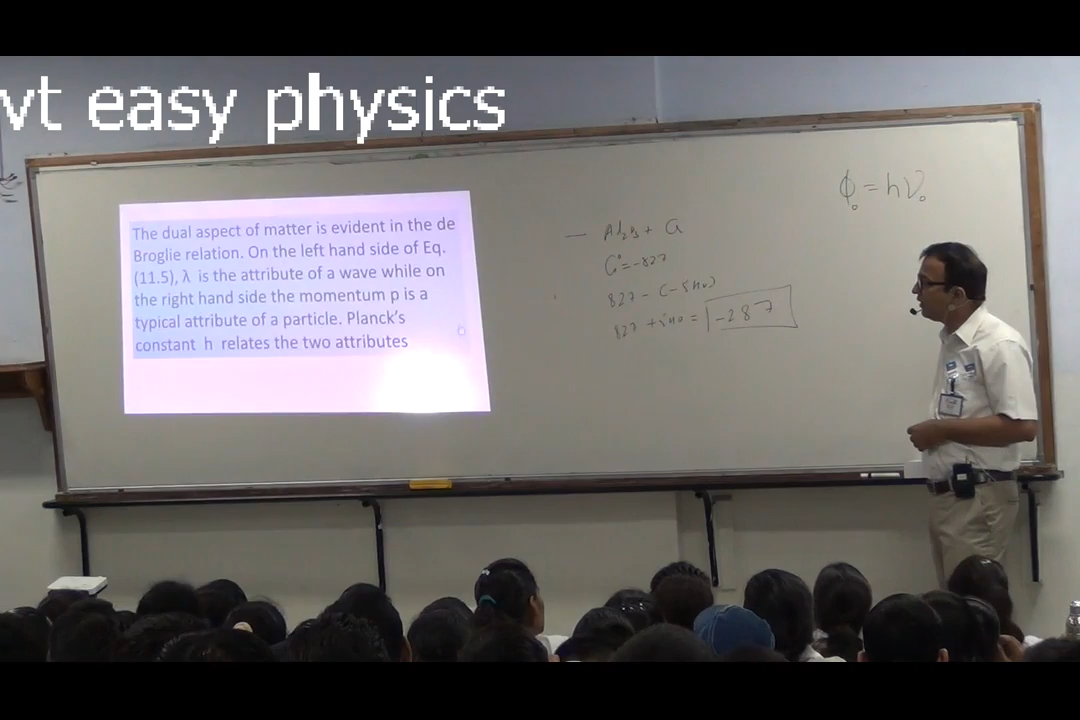 vt easy physics
The dual aspect of matter is evident in the de
Broglie relation. On the left hand side of Eq.
(11.5), λ is the attribute of a wave while on
the right hand side the momentum p is a
typical attribute of a particle. Planck's
constant h relates the two attributes
ϕ₀ = hν₀
= -827
827 - (-540)
827 + 540 = -287